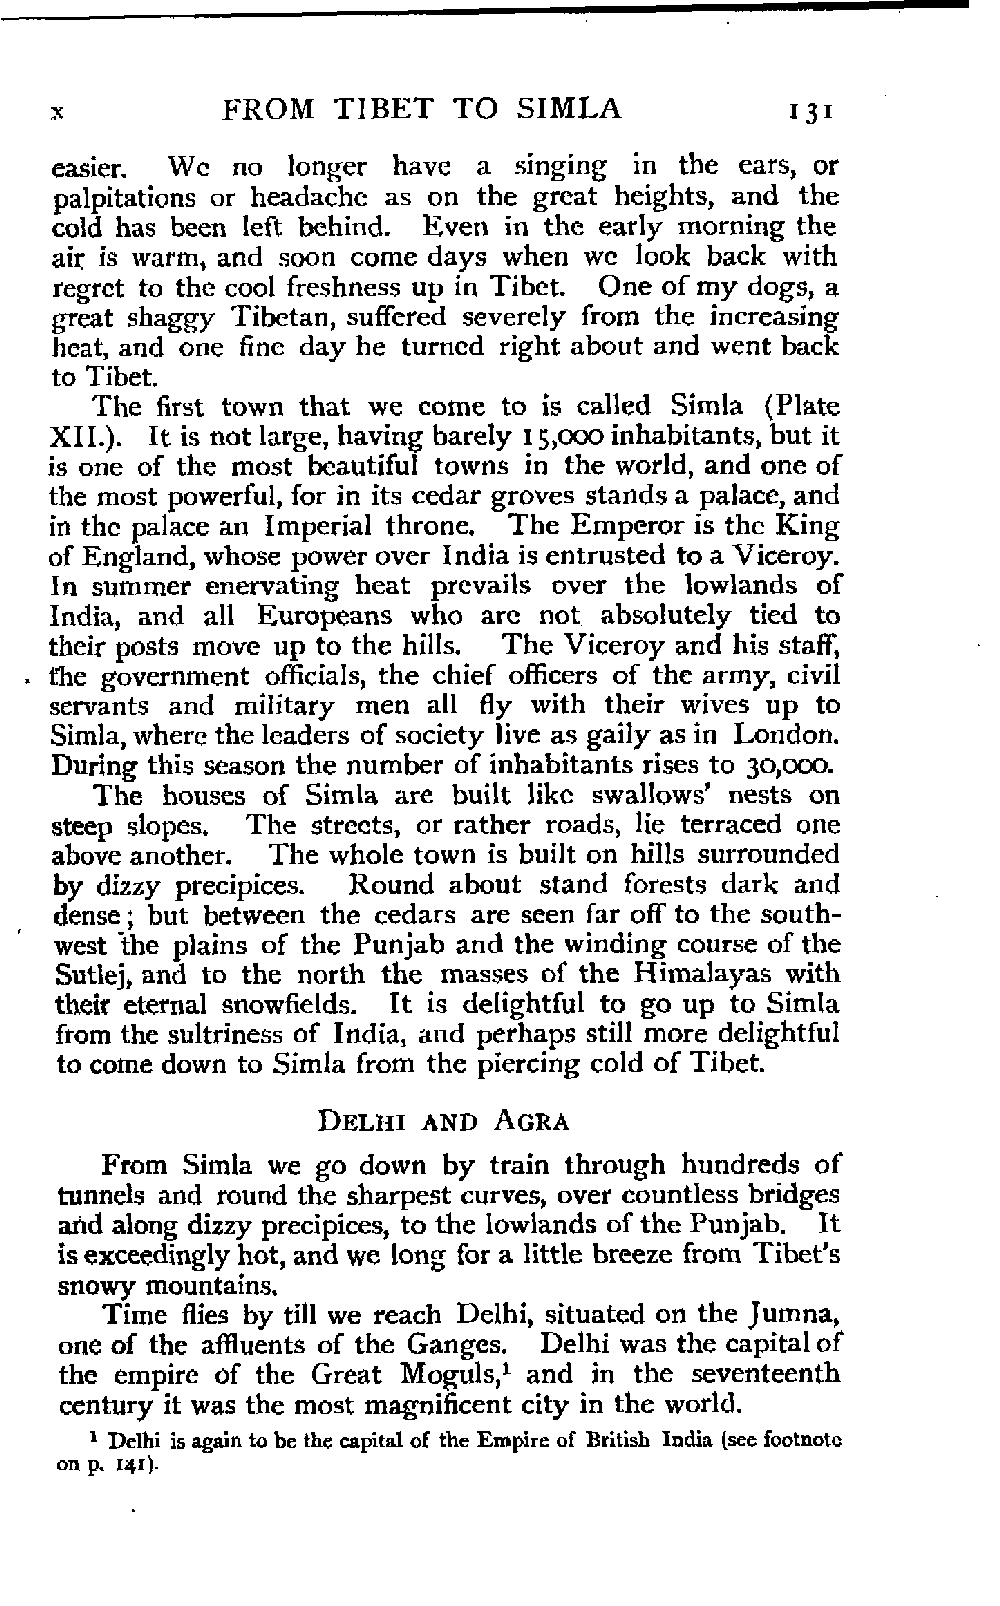 x FROM TIBET TO SIMLA 131
easier. We no longer have a singing in the ears, or
palpitations or headache as on the great heights, and the
cold has been left behind. Even in the early morning the
air is warm, and soon come days when we look back with
regret to the cool freshness up in Tibet. One of my dogs, a
great shaggy Tibetan, suffered severely from the increasing
heat, and one fine day he turned right about and went back
to Tibet.
The first town that we come to is called Simla (Plate
XII.). It is not large, having barely 15,000 inhabitants, but it
is one of the most beautiful towns in the world, and one of
the most powerful, for in its cedar groves stands a palace, and
in the palace an Imperial throne. The Emperor is the King
of England, whose power over India is entrusted to a Viceroy.
In summer enervating heat prevails over the lowlands of
India, and all Europeans who are not absolutely tied to
their posts move up to the hills. The Viceroy and his staff,
the government officials, the chief officers of the army, civil
servants and military men all fly with their wives up to
Simla, where the leaders of society live as gaily as in London.
During this season the number of inhabitants rises to 30,000.
The houses of Simla are built like swallows' nests on
steep slopes. The streets, or rather roads, lie terraced one
above another. The whole town is built on hills surrounded
by dizzy precipices. Round about stand forests dark and
dense; but between the cedars are seen far off to the south-
west the plains of the Punjab and the winding course of the
Sutlej, and to the north the masses of the Himalayas with
their eternal snowfields. It is delightful to go up to Simla
from the sultriness of India, and perhaps still more delightful
to come down to Simla from the piercing cold of Tibet.
DELHI AND AGRA
From Simla we go down by train through hundreds of
tunnels and round the sharpest curves, over countless bridges
and along dizzy precipices, to the lowlands of the Punjab. It
is exceedingly hot, and we long for a little breeze from Tibet's
snowy mountains.
Time flies by till we reach Delhi, situated on the Jumna,
one of the affluents of the Ganges. Delhi was the capital of
the empire of the Great Moguls,¹ and in the seventeenth
century it was the most magnificent city in the world.
¹ Delhi is again to be the capital of the Empire of British India (see footnote
on p. 141).